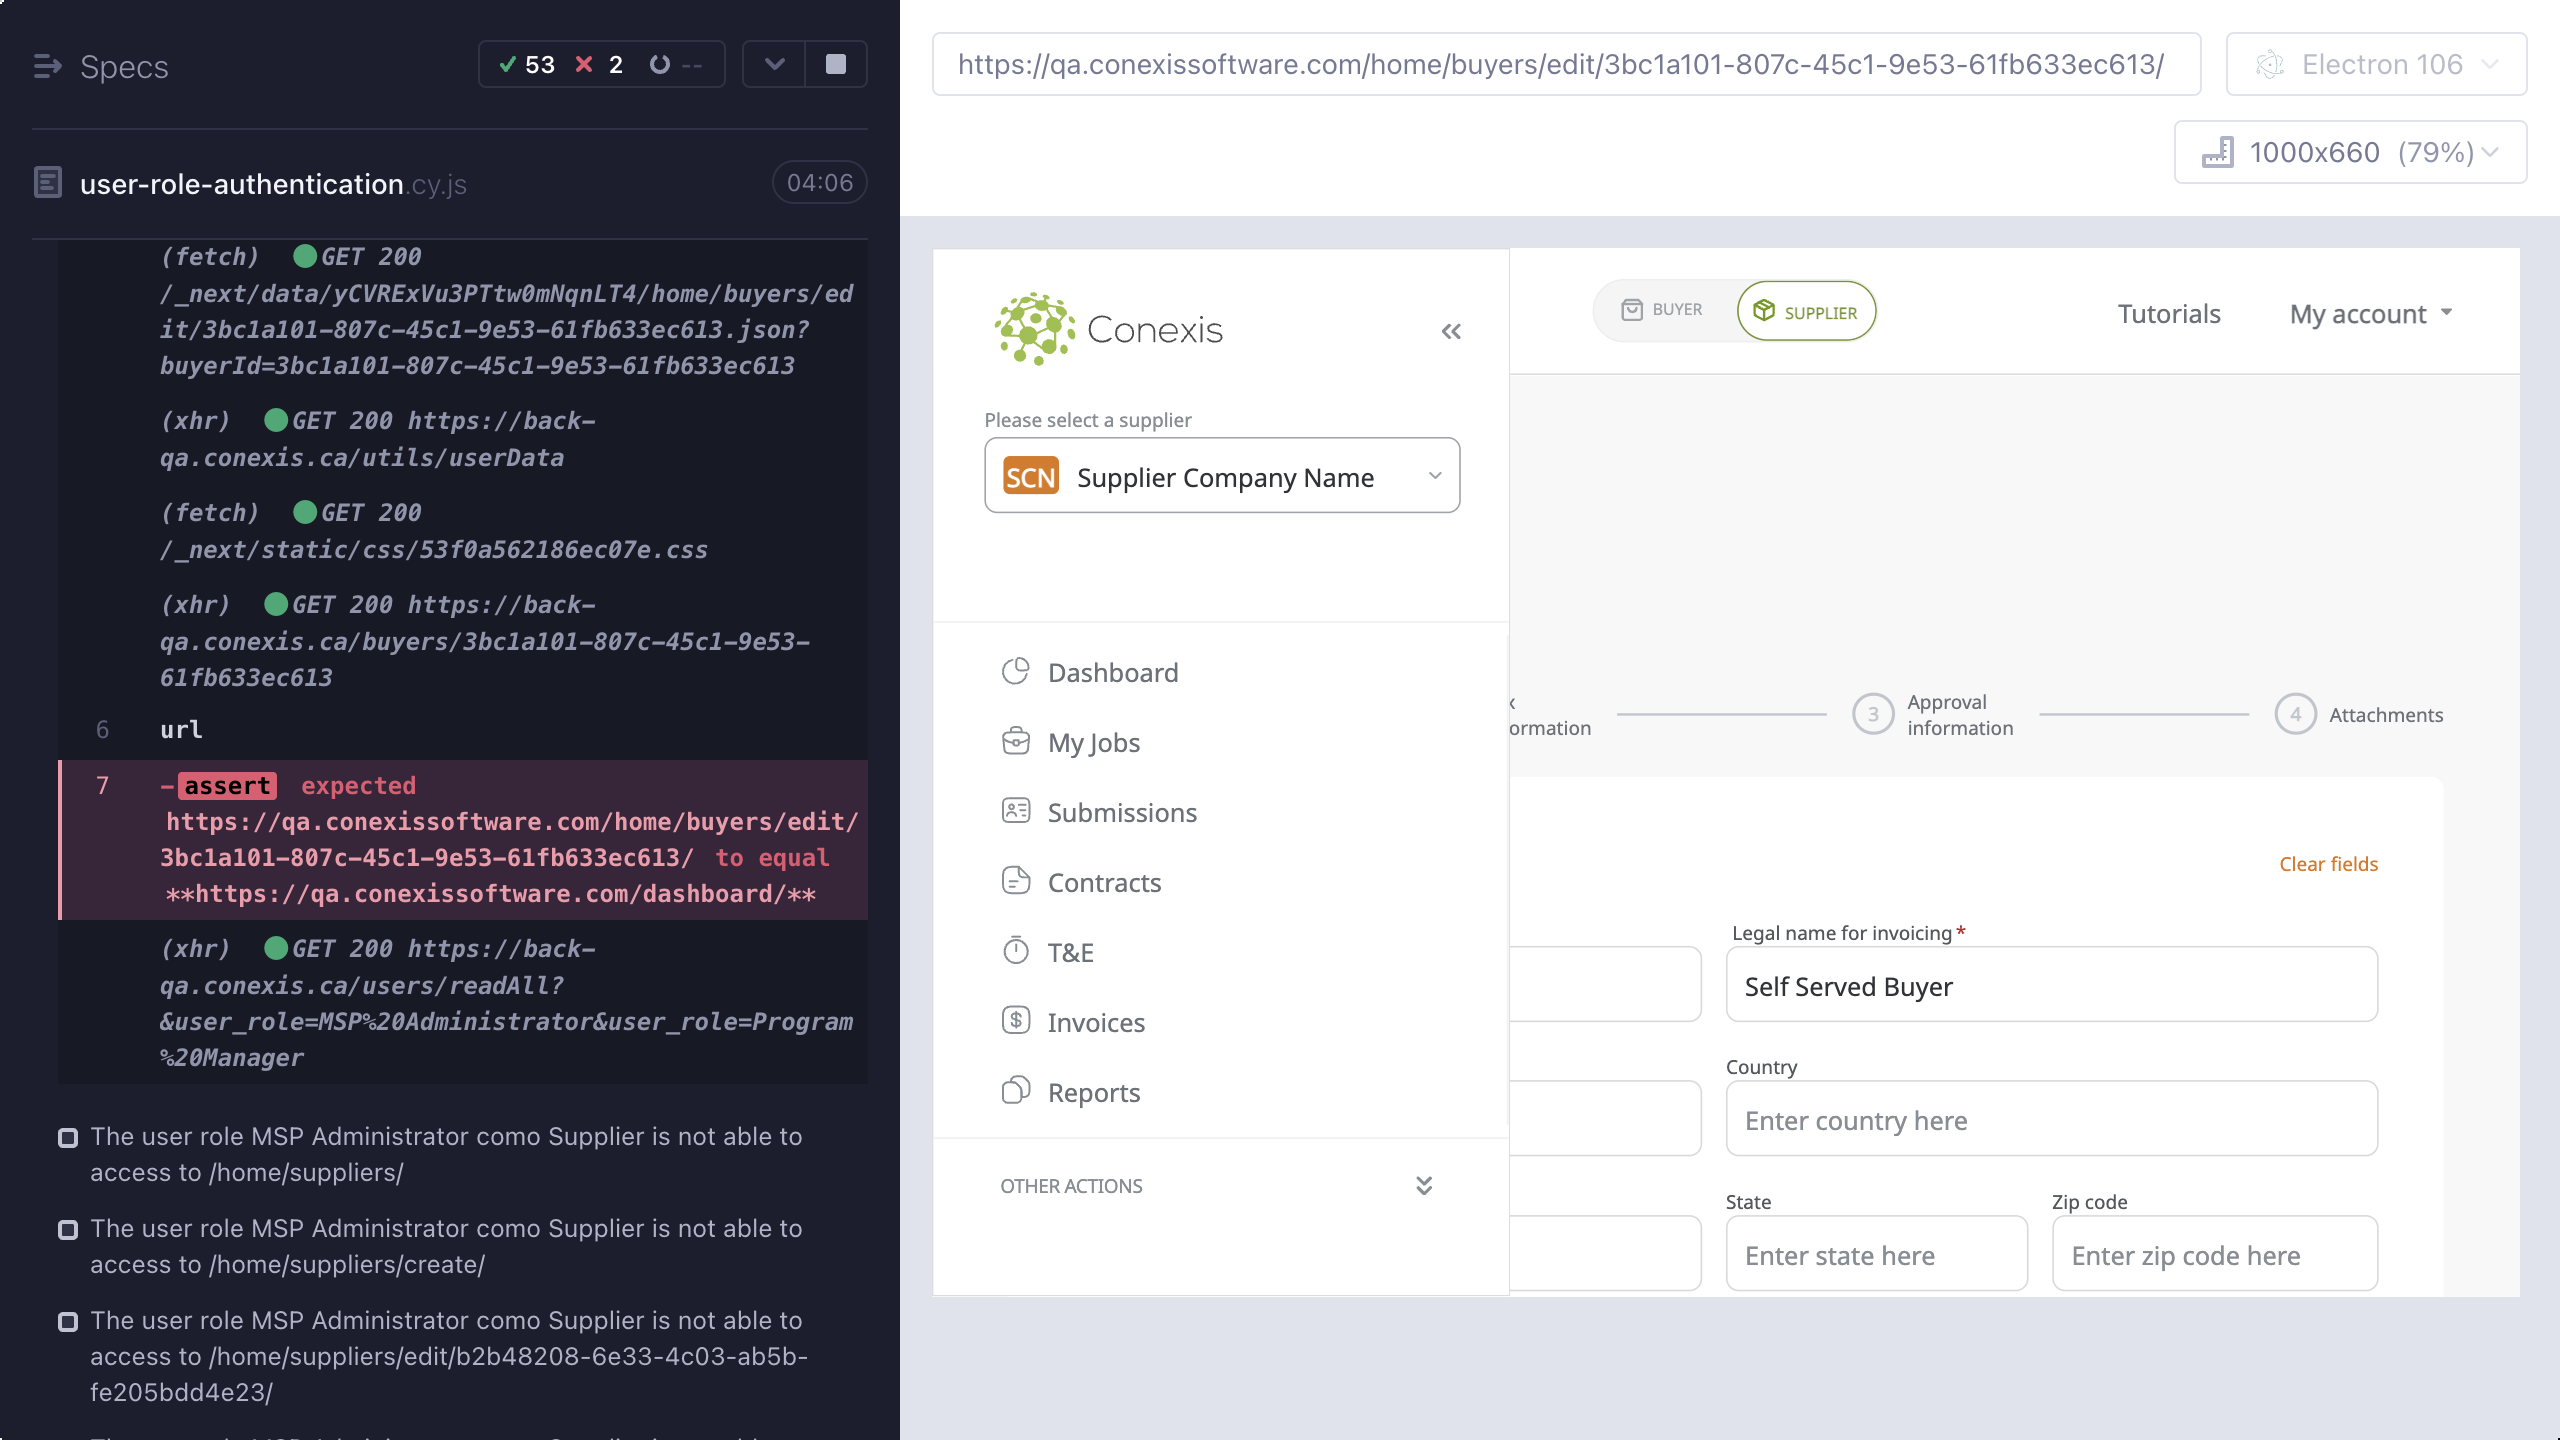 Specs
53
2
--
user-role-authentication.cy.js
04:06
(fetch) GET 200
/_next/data/yCVRExVu3PTtw0mNqnLT4/home/buyers/ed
it/3bc1a101-807c-45c1-9e53-61fb633ec613.json?
buyerId=3bc1a101-807c-45c1-9e53-61fb633ec613
(xhr) GET 200 https://back-
qa.conexis.ca/utils/userData
(fetch) GET 200
/_next/static/css/53f0a562186ec07e.css
(xhr) GET 200 https://back-
qa.conexis.ca/buyers/3bc1a101-807c-45c1-9e53-
61fb633ec613
6 url
7 -assert expected
https://qa.conexissoftware.com/home/buyers/edit/
3bc1a101-807c-45c1-9e53-61fb633ec613/ to equal
**https://qa.conexissoftware.com/dashboard/**
(xhr) GET 200 https://back-
qa.conexis.ca/users/readAll?
&user_role=MSP%20Administrator&user_role=Program
%20Manager
The user role MSP Administrator como Supplier is not able to
access to /home/suppliers/
The user role MSP Administrator como Supplier is not able to
access to /home/suppliers/create/
The user role MSP Administrator como Supplier is not able to
access to /home/suppliers/edit/b2b48208-6e33-4c03-ab5b-
fe205bdd4e23/
https://qa.conexissoftware.com/home/buyers/edit/3bc1a101-807c-45c1-9e53-61fb633ec613/
Electron 106
1000x660 (79%)
Conexis
BUYER
SUPPLIER
Tutorials
My account
Please select a supplier
SCN Supplier Company Name
Dashboard
My Jobs
Submissions
Contracts
T&E
Invoices
Reports
OTHER ACTIONS
ormation
3
Approval
information
4
Attachments
Clear fields
Legal name for invoicing*
Self Served Buyer
Country
Enter country here
State
Zip code
Enter state here
Enter zip code here